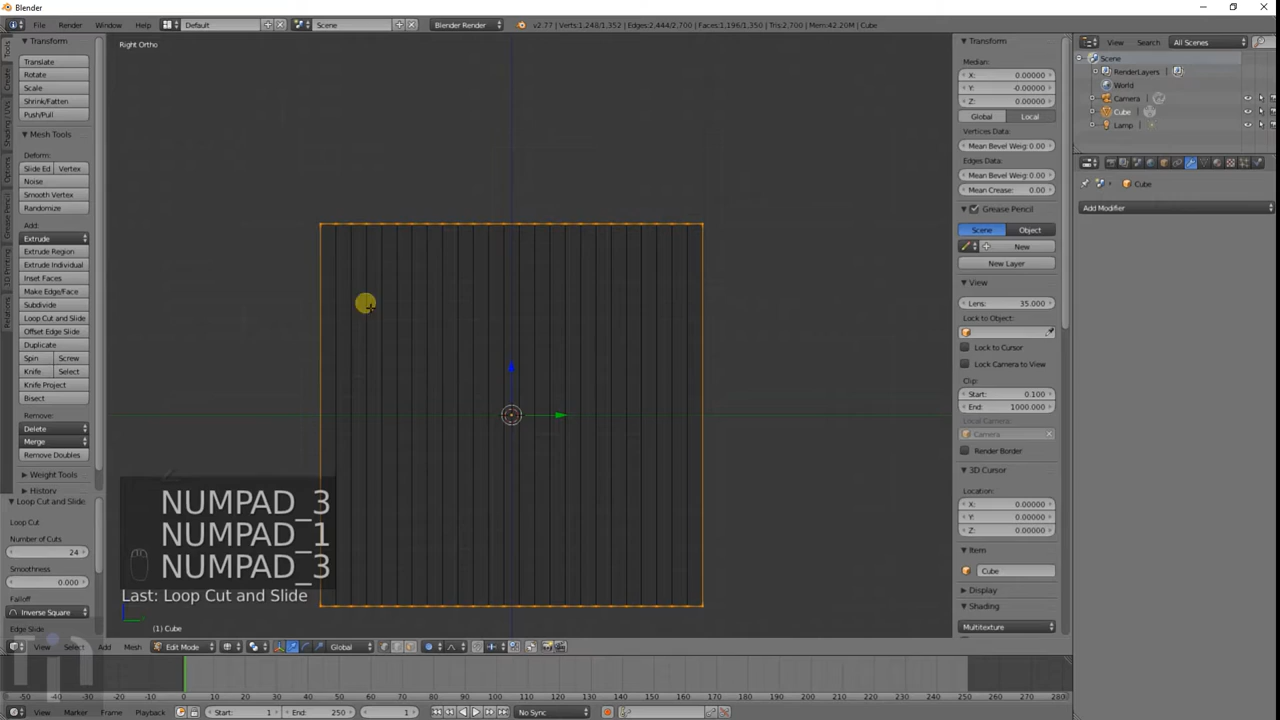 Blender
File
Render
Window
Help
Default
Scene
Blender Render
v2.77 | Verts:1,248/1,352 | Edges:2,444/2,700 | Faces:1,196/1,350 | Tris:2,700 | Mem:42.20M | Cube
Right Ortho
Tools
Create
Shading / UVs
Options
Grease Pencil
3D Printing
Relations
Transform
Translate
Rotate
Scale
Shrink/Fatten
Push/Pull
Mesh Tools
Deform:
Slide Ed Vertex
Noise
Smooth Vertex
Randomize
Add:
Extrude
Extrude Region
Extrude Individual
Inset Faces
Make Edge/Face
Subdivide
Loop Cut and Slide
Offset Edge Slide
Duplicate
Spin Screw
Knife Select
Knife Project
Bisect
Remove:
Delete
Merge
Remove Doubles
Weight Tools
History
Loop Cut and Slide
Loop Cut
Number of Cuts
24
Smoothness
0.000
Falloff
Inverse Square
Edge Slide
NUMPAD_3
NUMPAD_1
NUMPAD_3
Last: Loop Cut and Slide
(1) Cube
Transform
Median:
X: 0.00000
Y: -0.00000
Z: 0.00000
Global Local
Vertices Data:
Mean Bevel Weig: 0.00
Edges Data:
Mean Bevel Weig: 0.00
Mean Crease: 0.00
Grease Pencil
Scene Object
New
New Layer
View
Lens: 35.000
Lock to Object:
Lock to Cursor
Lock Camera to View
Clip:
Start: 0.100
End: 1000.000
Local Camera:
Camera
Render Border
3D Cursor
Location:
X: 0.00000
Y: 0.00000
Z: 0.00000
Item
Cube
Display
Shading
Multitexture
View Search All Scenes
Scene
RenderLayers
World
Camera
Cube
Lamp
Cube
Add Modifier
View Select Add Mesh Edit Mode Global
-50 -40 -30 -20 -10 0 10 20 30 40 50 60 70 80 90 100 110 120 130 140 150 160 170 180 190 200 210 220 230 240 250 260 270 280
View Marker Frame Playback Start: 1 End: 250 1 No Sync